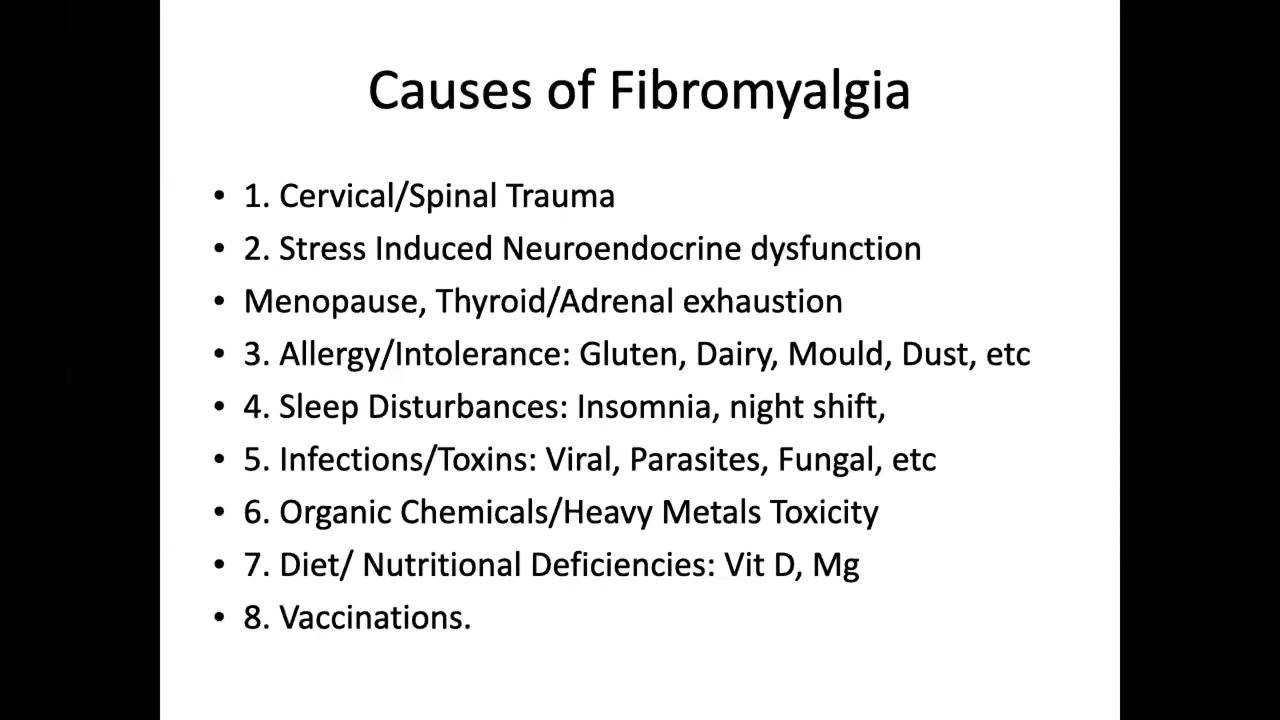 Causes of Fibromyalgia
• 1. Cervical/Spinal Trauma
• 2. Stress Induced Neuroendocrine dysfunction
• Menopause, Thyroid/Adrenal exhaustion
• 3. Allergy/Intolerance: Gluten, Dairy, Mould, Dust, etc
• 4. Sleep Disturbances: Insomnia, night shift,
• 5. Infections/Toxins: Viral, Parasites, Fungal, etc
• 6. Organic Chemicals/Heavy Metals Toxicity
• 7. Diet/ Nutritional Deficiencies: Vit D, Mg
• 8. Vaccinations.